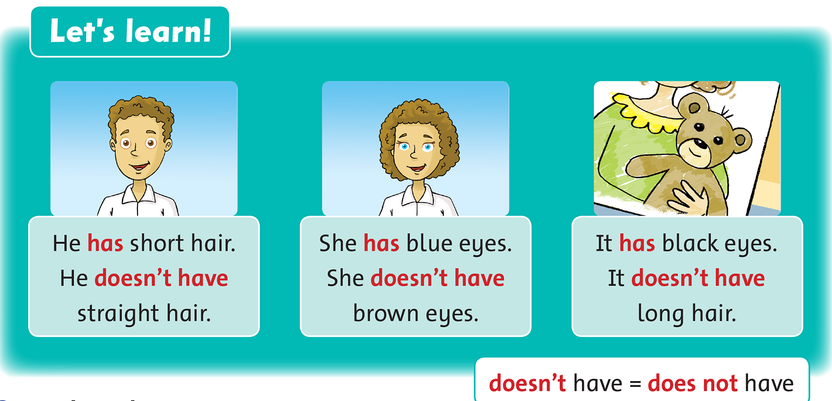 Let's learn!
He has short hair.
He doesn't have
straight hair.
She has blue eyes.
She doesn't have
brown eyes.
It has black eyes.
It doesn't have
long hair.
doesn't have = does not have